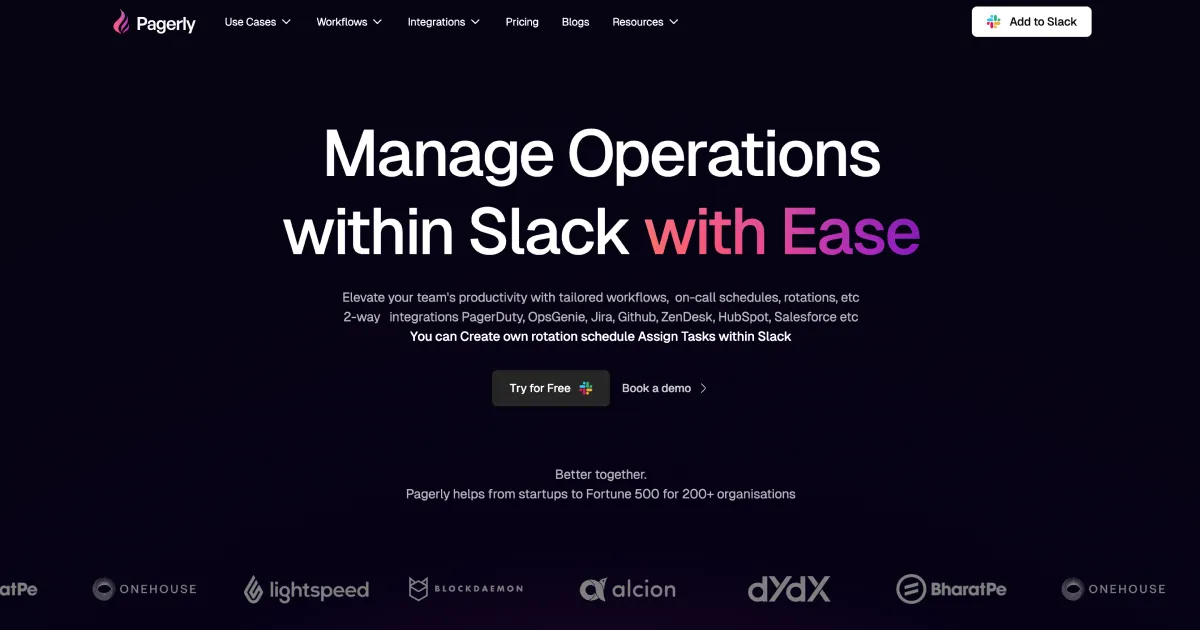 Pagerly Use Cases Workflows Integrations Pricing Blogs Resources Add to Slack
Manage Operations
within Slack with Ease
Elevate your team's productivity with tailored workflows, on-call schedules, rotations, etc
2-way integrations PagerDuty, OpsGenie, Jira, Github, ZenDesk, HubSpot, Salesforce etc
You can Create own rotation schedule Assign Tasks within Slack
Try for Free Book a demo
Better together.
Pagerly helps from startups to Fortune 500 for 200+ organisations
atPe ONEHOUSE lightspeed BLOCKDAEMON alcion dYdX BharatPe ONEHOUSE